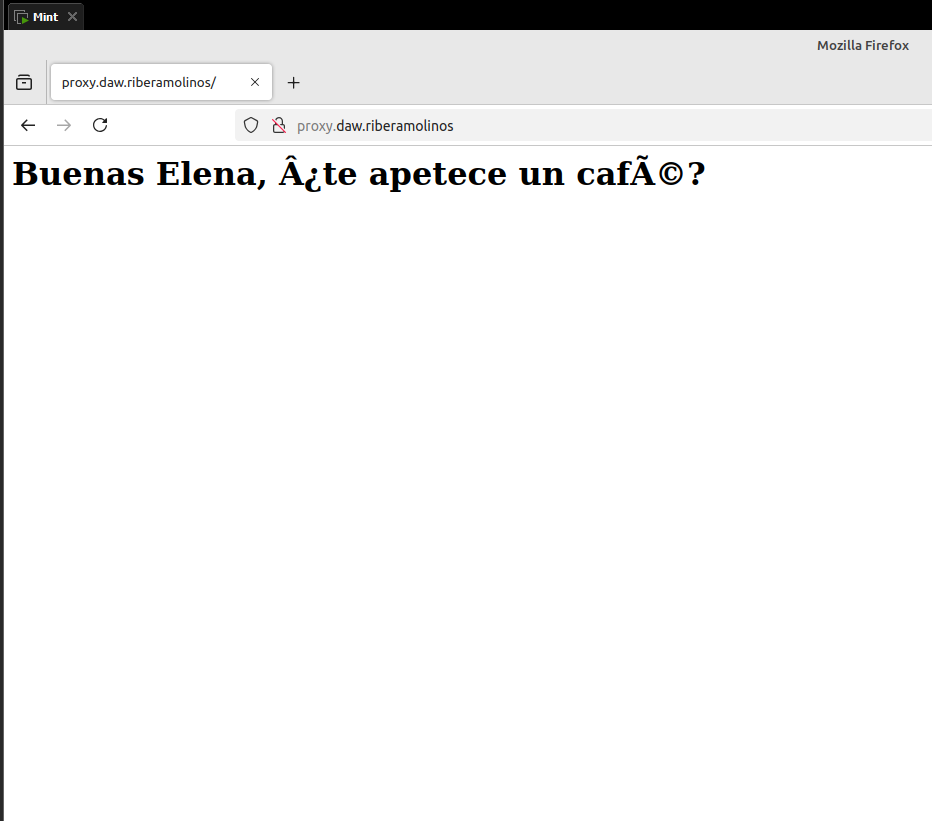 Mint
Mozilla Firefox
proxy.daw.riberamolinos/
proxy.daw.riberamolinos
Buenas Elena, Â¿te apetece un cafÃ©?